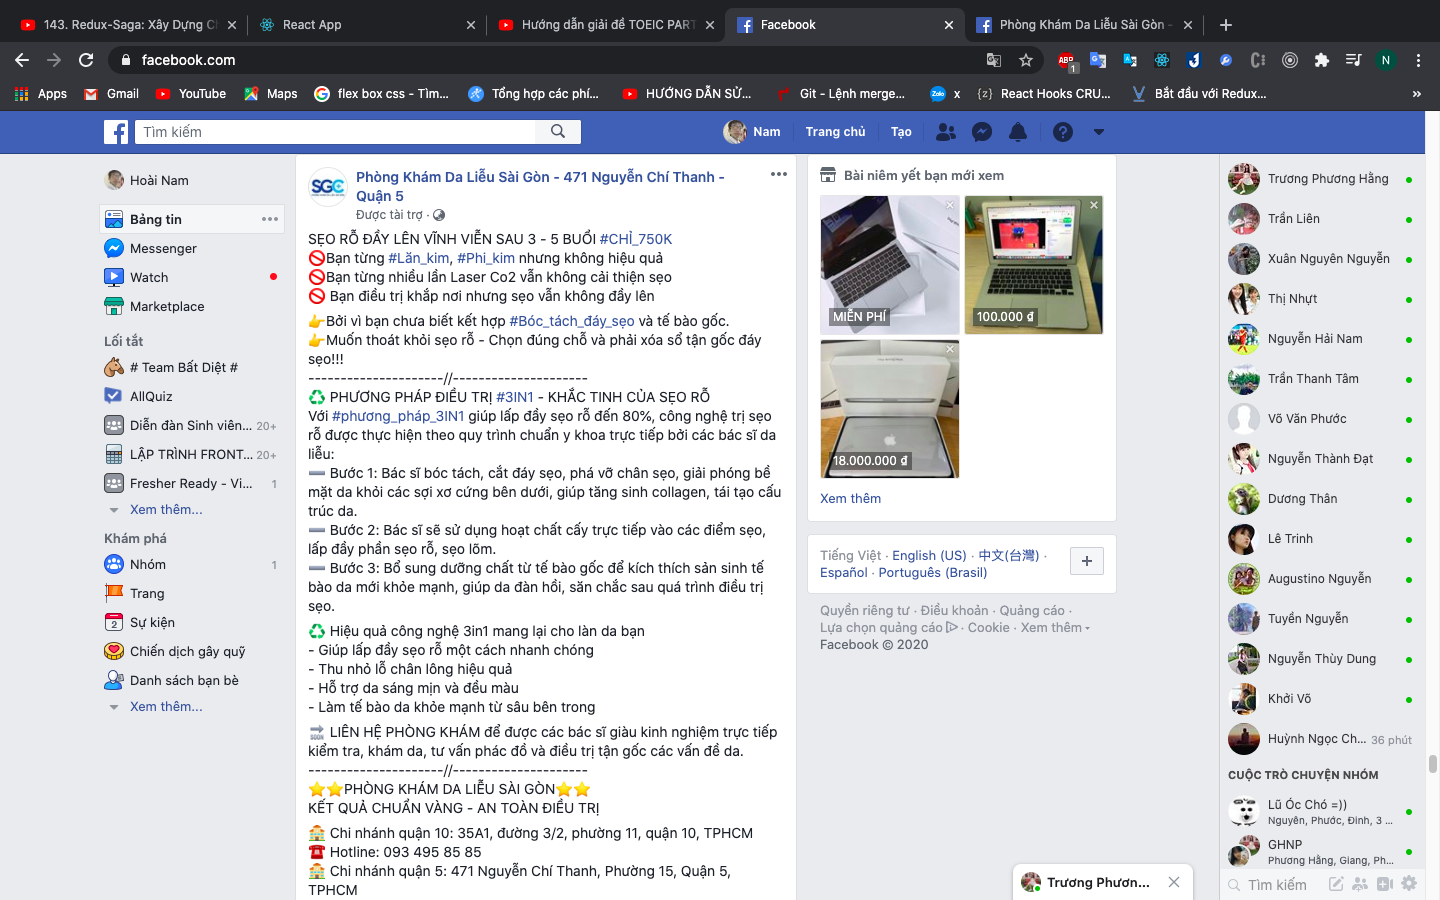 143. Redux-Saga: Xây Dựng Ch
React App
Hướng dẫn giải đề TOEIC PART
Facebook
Phòng Khám Da Liễu Sài Gòn -
facebook.com
ABP
1
N
Apps
Gmail
YouTube
Maps
flex box css - Tìm...
Tổng hợp các phí...
HƯỚNG DẪN SỬ...
Git - Lệnh merge...
Zalo
x
React Hooks CRU...
Bắt đầu với Redux...
»
Tìm kiếm
Nam
Trang chủ
Tạo
Hoài Nam
Bảng tin
Messenger
Watch
Marketplace
Lối tắt
# Team Bất Diệt #
AllQuiz
Diễn đàn Sinh viên... 20+
LẬP TRÌNH FRONT... 20+
Fresher Ready - Vi... 1
Xem thêm...
Khám phá
Nhóm 1
Trang
2
Sự kiện
Chiến dịch gây quỹ
Danh sách bạn bè
Xem thêm...
SGC
Phòng Khám Da Liễu Sài Gòn - 471 Nguyễn Chí Thanh -
Quận 5
Được tài trợ ·
SẸO RỖ ĐẦY LÊN VĨNH VIỄN SAU 3 - 5 BUỔI #CHỈ_750K
🚫Bạn từng #Lăn_kim, #Phi_kim nhưng không hiệu quả
🚫Bạn từng nhiều lần Laser Co2 vẫn không cải thiện sẹo
🚫 Bạn điều trị khắp nơi nhưng sẹo vẫn không đầy lên
👉Bởi vì bạn chưa biết kết hợp #Bóc_tách_đáy_sẹo và tế bào gốc.
👉Muốn thoát khỏi sẹo rỗ - Chọn đúng chỗ và phải xóa sổ tận gốc đáy
sẹo!!!
---------------------//---------------------
♻️ PHƯƠNG PHÁP ĐIỀU TRỊ #3IN1 - KHẮC TINH CỦA SẸO RỖ
Với #phương_pháp_3IN1 giúp lấp đầy sẹo rỗ đến 80%, công nghệ trị sẹo
rỗ được thực hiện theo quy trình chuẩn y khoa trực tiếp bởi các bác sĩ da
liễu:
➖ Bước 1: Bác sĩ bóc tách, cắt đáy sẹo, phá vỡ chân sẹo, giải phóng bề
mặt da khỏi các sợi xơ cứng bên dưới, giúp tăng sinh collagen, tái tạo cấu
trúc da.
➖ Bước 2: Bác sĩ sẽ sử dụng hoạt chất cấy trực tiếp vào các điểm sẹo,
lấp đầy phần sẹo rỗ, sẹo lõm.
➖ Bước 3: Bổ sung dưỡng chất từ tế bào gốc để kích thích sản sinh tế
bào da mới khỏe mạnh, giúp da đàn hồi, săn chắc sau quá trình điều trị
sẹo.
♻️ Hiệu quả công nghệ 3in1 mang lại cho làn da bạn
- Giúp lấp đầy sẹo rỗ một cách nhanh chóng
- Thu nhỏ lỗ chân lông hiệu quả
- Hỗ trợ da sáng mịn và đều màu
- Làm tế bào da khỏe mạnh từ sâu bên trong
🔜 LIÊN HỆ PHÒNG KHÁM để được các bác sĩ giàu kinh nghiệm trực tiếp
kiểm tra, khám da, tư vấn phác đồ và điều trị tận gốc các vấn đề da.
---------------------//---------------------
⭐⭐PHÒNG KHÁM DA LIỄU SÀI GÒN⭐⭐
KẾT QUẢ CHUẨN VÀNG - AN TOÀN ĐIỀU TRỊ
🏠 Chi nhánh quận 10: 35A1, đường 3/2, phường 11, quận 10, TPHCM
☎️ Hotline: 093 495 85 85
🏠 Chi nhánh quận 5: 471 Nguyễn Chí Thanh, Phường 15, Quận 5,
TPHCM
Bài niêm yết bạn mới xem
MIỄN PHÍ
100.000 ₫
18.000.000 ₫
Xem thêm
Tiếng Việt · English (US) · 中文(台灣) ·
Español · Português (Brasil)
Quyền riêng tư · Điều khoản · Quảng cáo ·
Lựa chọn quảng cáo · Cookie · Xem thêm
Facebook © 2020
Trương Phương Hằng
Trần Liên
Xuân Nguyên Nguyễn
Thị Nhựt
Nguyễn Hải Nam
Trần Thanh Tâm
Võ Văn Phước
Nguyễn Thành Đạt
Dương Thân
Lê Trinh
Augustino Nguyễn
Tuyền Nguyễn
Nguyễn Thùy Dung
Khởi Võ
Huỳnh Ngọc Ch... 36 phút
CUỘC TRÒ CHUYỆN NHÓM
Lũ Óc Chó =))
Nguyên, Phước, Đinh, 3 ...
GHNP
Phương Hằng, Giang, Ph...
Tìm kiếm
Trương Phươn...